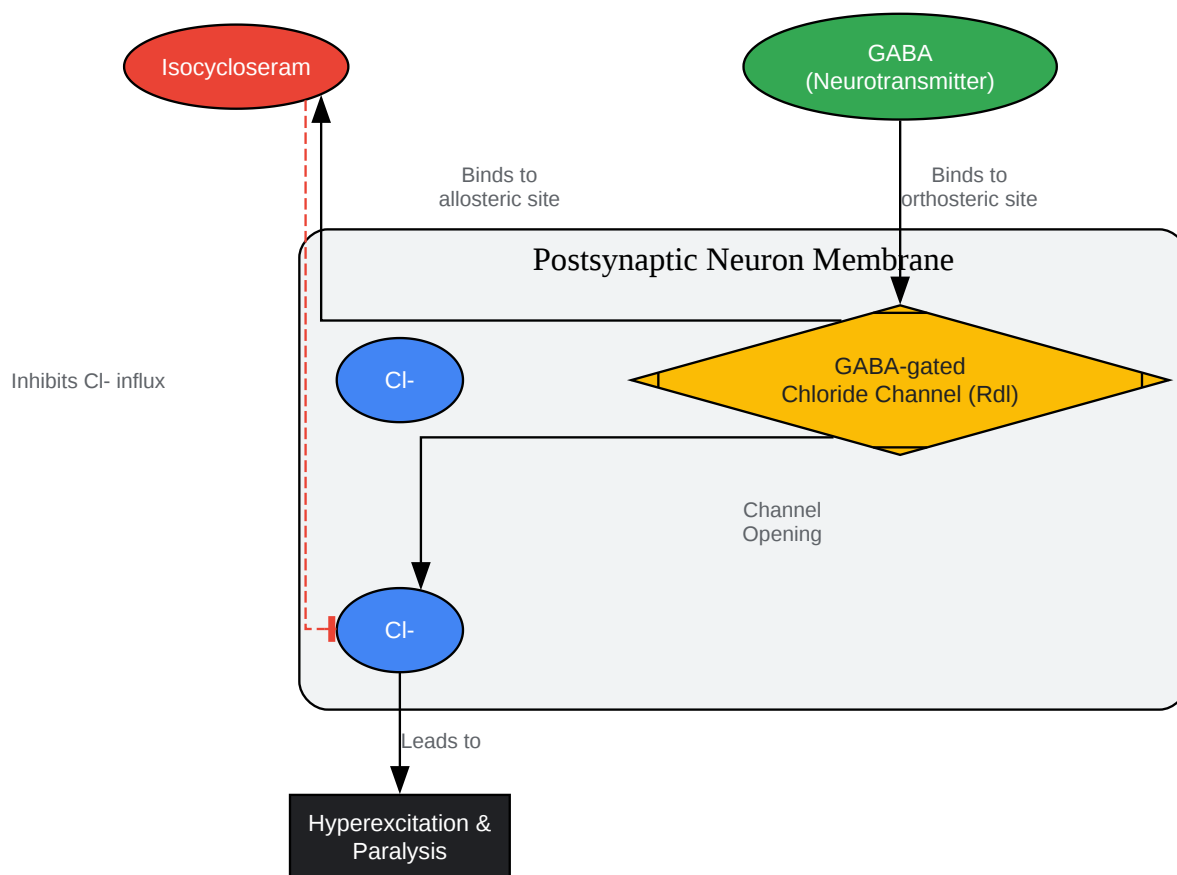 Isocycloseram
GABA
(Neurotransmitter)
Binds to
allosteric site
Binds to
orthosteric site
Postsynaptic Neuron Membrane
Inhibits Cl- influx
Cl-
GABA-gated
Chloride Channel (Rdl)
Channel
Opening
Cl-
Leads to
Hyperexcitation &
Paralysis